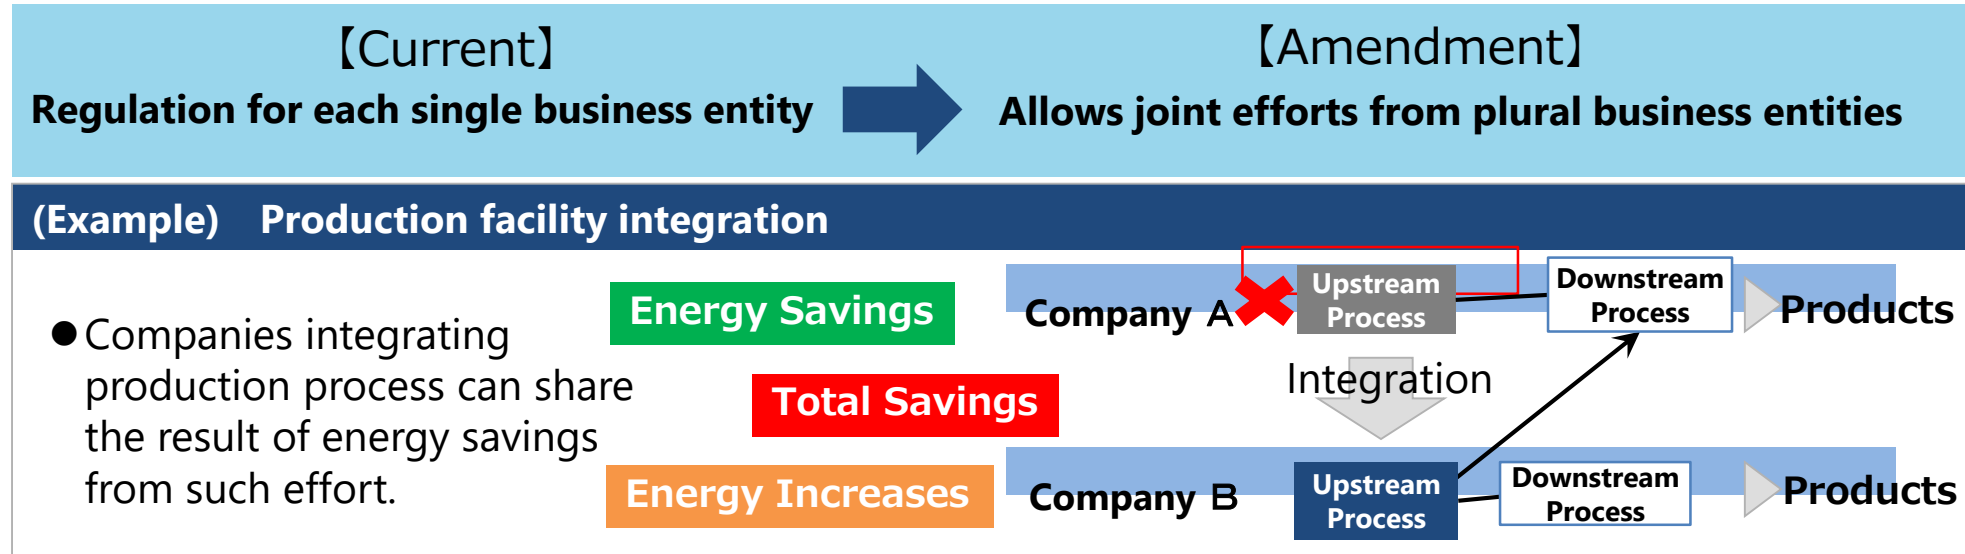 【Current】
Regulation for each single business entity
【Amendment】
Allows joint efforts from plural business entities
(Example) Production facility integration
●Companies integrating
production process can share
the result of energy savings
from such effort.
Energy Savings
Total Savings
Energy Increases
Company A
Upstream
Process
Downstream
Process
Products
Integration
Company B
Upstream
Process
Downstream
Process
Products